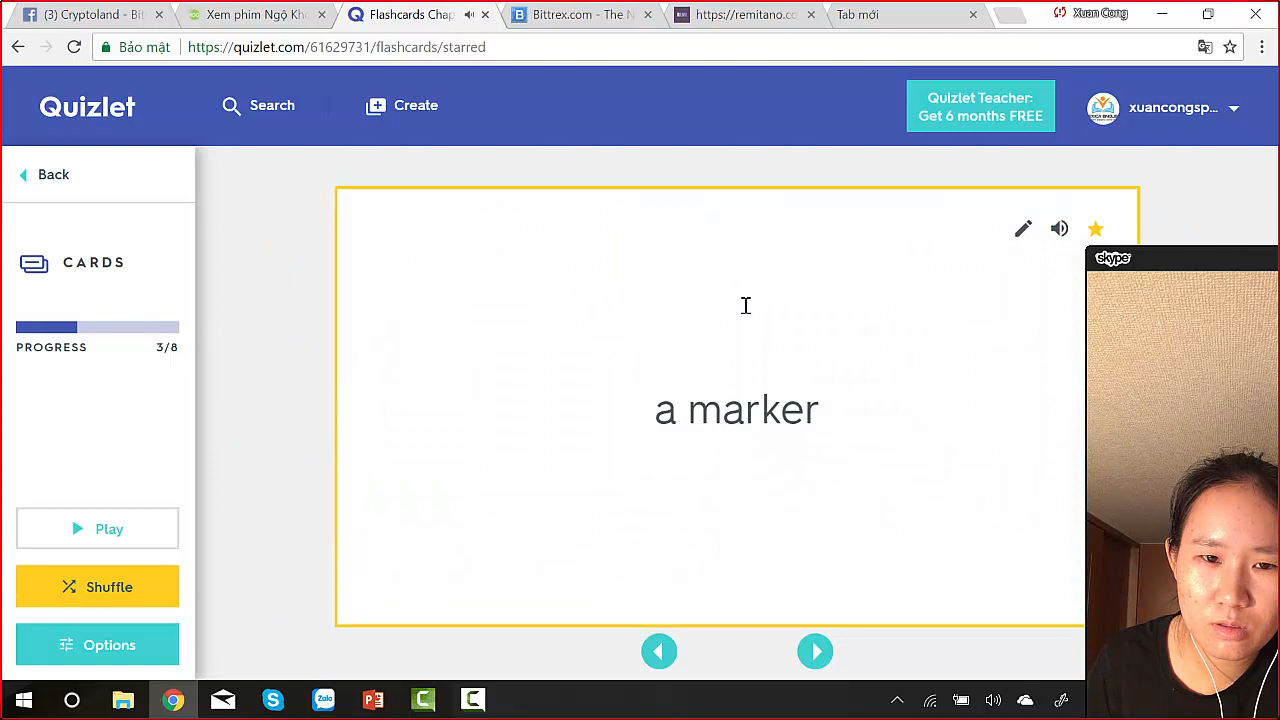 (3) Cryptoland - Bit
Xem phim Ngộ Kh
Flashcards Chap
Bittrex.com - The N
https://remitano.co
Tab mới
Xuan Cong
Bảo mật
https://quizlet.com/61629731/flashcards/starred
Quizlet
Search
Create
Quizlet Teacher:
Get 6 months FREE
xuancongsp...
Back
CARDS
PROGRESS 3/8
Play
Shuffle
Options
a marker
skype
Zalo